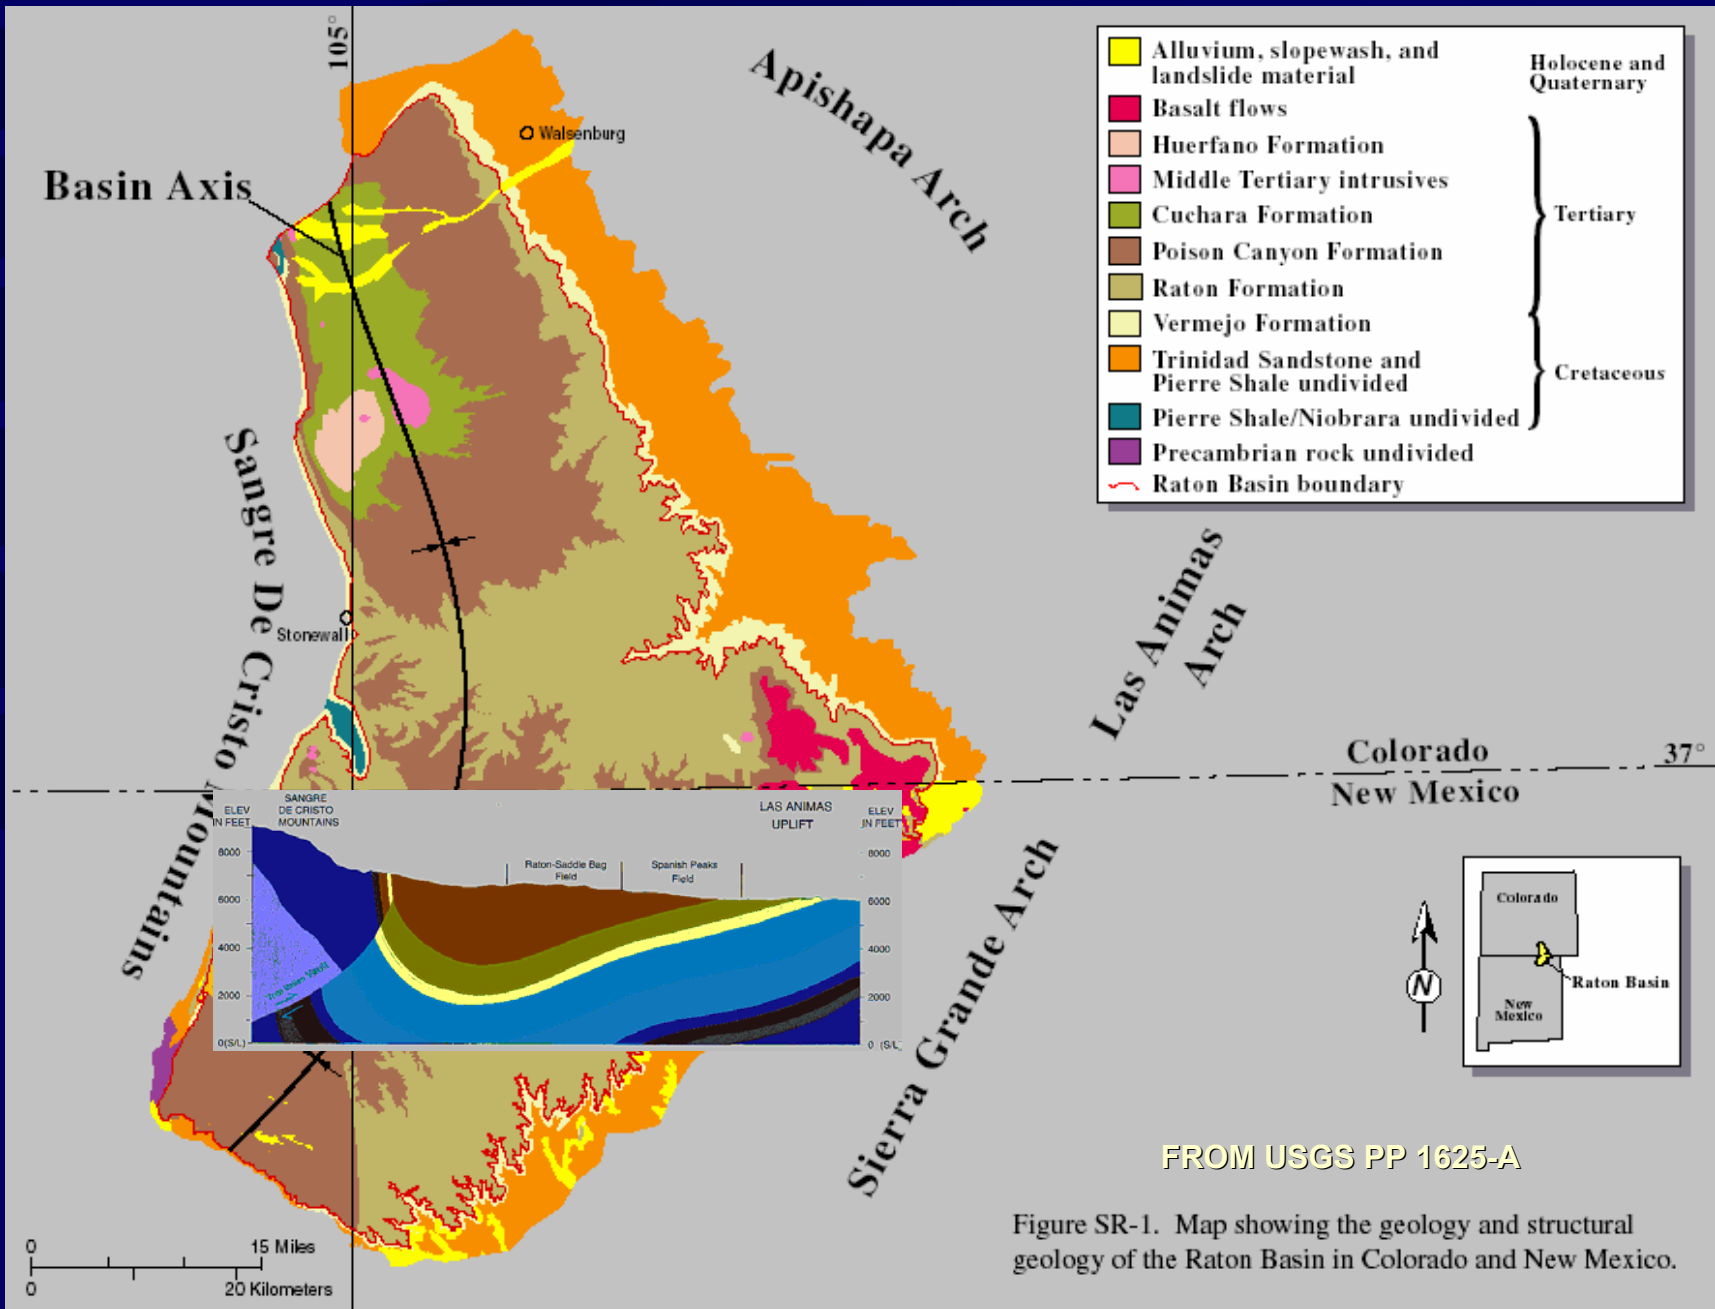 105°
Apishapa Arch
Walsenburg
Basin Axis
Alluvium, slopewash, and
landslide material
Holocene and
Quaternary
Basalt flows
Huerfano Formation
Middle Tertiary intrusives
Cuchara Formation
Tertiary
Poison Canyon Formation
Raton Formation
Vermejo Formation
Trinidad Sandstone and
Pierre Shale undivided
Cretaceous
Pierre Shale/Niobrara undivided
Precambrian rock undivided
Raton Basin boundary
Sangre De Cristo Mountains
Stonewall
Las Animas
Arch
Colorado
37°
New Mexico
SANGRE
DE CRISTO
MOUNTAINS
ELEV
IN FEET
LAS ANIMAS
UPLIFT
ELEV
IN FEET
Raton-Saddle Bag
Field
Spanish Peaks
Field
8000
6000
4000
2000
0(S/L)
8000
6000
4000
2000
0 (S/L
Sierra Grande Arch
Colorado
Raton Basin
New
Mexico
N
FROM USGS PP 1625-A
Figure SR-1. Map showing the geology and structural
geology of the Raton Basin in Colorado and New Mexico.
0 15 Miles
0 20 Kilometers